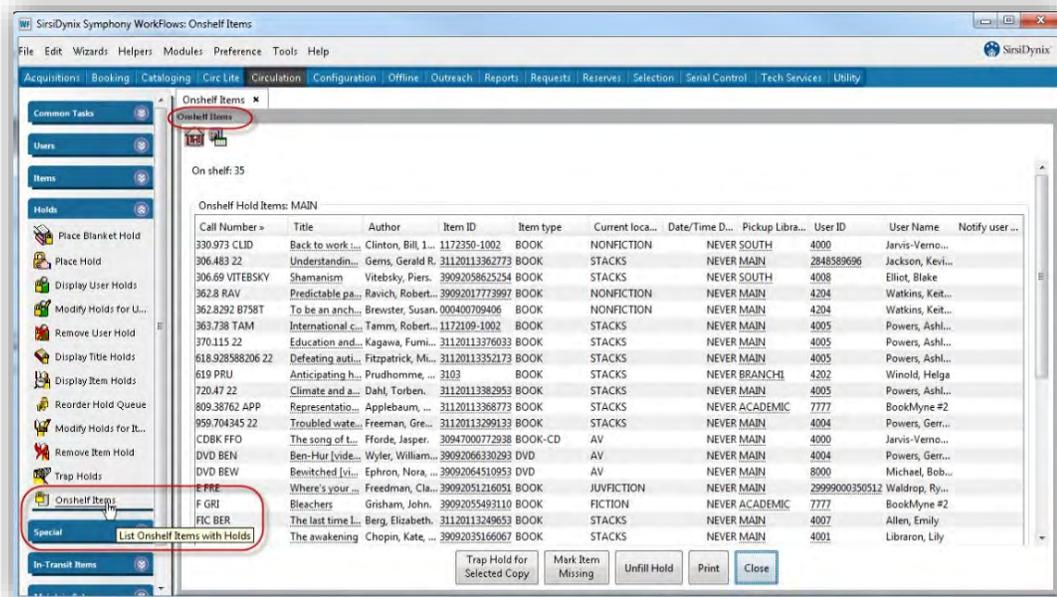 SirsiDynix Symphony WorkFlows: Onshelf Items
File Edit Wizards Helpers Modules Preference Tools Help
SirsiDynix
Acquisitions Booking Cataloging Circ Lite Circulation Configuration Offline Outreach Reports Requests Reserves Selection Serial Control Tech Services Utility
Common Tasks
Users
Items
Holds
Place Blanket Hold
Place Hold
Display User Holds
Modify Holds for U...
Remove User Hold
Display Title Holds
Display Item Holds
Reorder Hold Queue
Modify Holds for It...
Remove Item Hold
Trap Holds
Onshelf Items
Special
List Onshelf Items with Holds
In-Transit Items
Onshelf Items
Onshelf Items
On shelf: 35
Onshelf Hold Items: MAIN
Call Number » Title Author Item ID Item type Current loca... Date/Time D... Pickup Libra... User ID User Name Notify user ...
330.973 CLID Back to work :... Clinton, Bill, 1... 1172350-1002 BOOK NONFICTION NEVER SOUTH 4000 Jarvis-Verno...
306.483 22 Understandin... Gems, Gerald R. 31120113362773 BOOK STACKS NEVER MAIN 2848589696 Jackson, Kevi...
306.69 VITEBSKY Shamanism Vitebsky, Piers. 39092058625254 BOOK STACKS NEVER SOUTH 4008 Elliot, Blake
362.8 RAV Predictable pa... Ravich, Robert... 39092017773997 BOOK NONFICTION NEVER MAIN 4204 Watkins, Keit...
362.8292 B758T To be an anch... Brewster, Susan. 000400709406 BOOK NONFICTION NEVER MAIN 4204 Watkins, Keit...
363.738 TAM International c... Tamm, Robert... 1172109-1002 BOOK STACKS NEVER MAIN 4005 Powers, Ashl...
370.115 22 Education and... Kagawa, Fumi... 31120113376033 BOOK STACKS NEVER MAIN 4005 Powers, Ashl...
618.928588206 22 Defeating auti... Fitzpatrick, Mi... 31120113352173 BOOK STACKS NEVER MAIN 4005 Powers, Ashl...
619 PRU Anticipating h... Prudhomme, ... 3103 BOOK STACKS NEVER BRANCH1 4202 Winold, Helga
720.47 22 Climate and a... Dahl, Torben. 31120113382953 BOOK STACKS NEVER MAIN 4005 Powers, Ashl...
809.38762 APP Representatio... Applebaum, ... 31120113368773 BOOK STACKS NEVER ACADEMIC 7777 BookMyne #2
959.704345 22 Troubled wate... Freeman, Gre... 31120113299133 BOOK STACKS NEVER MAIN 4004 Powers, Gerr...
CDBK FFO The song of t... Fforde, Jasper. 30947000772938 BOOK-CD AV NEVER MAIN 4000 Jarvis-Verno...
DVD BEN Ben-Hur [vide... Wyler, William... 39092066330293 DVD AV NEVER MAIN 4004 Powers, Gerr...
DVD BEW Bewitched [vi... Ephron, Nora, ... 39092064510953 DVD AV NEVER MAIN 8000 Michael, Bob...
E FRE Where's your ... Freedman, Cla... 39092051216051 BOOK JUVFICTION NEVER MAIN 29999000350512 Waldrop, Ry...
F GRI Bleachers Grisham, John. 39092055493110 BOOK FICTION NEVER ACADEMIC 7777 BookMyne #2
FIC BER The last time I... Berg, Elizabeth. 31120113249653 BOOK STACKS NEVER MAIN 4007 Allen, Emily
The awakening Chopin, Kate, ... 39092035166067 BOOK STACKS NEVER MAIN 4001 Libraron, Lily
Trap Hold for Selected Copy
Mark Item Missing
Unfill Hold
Print
Close